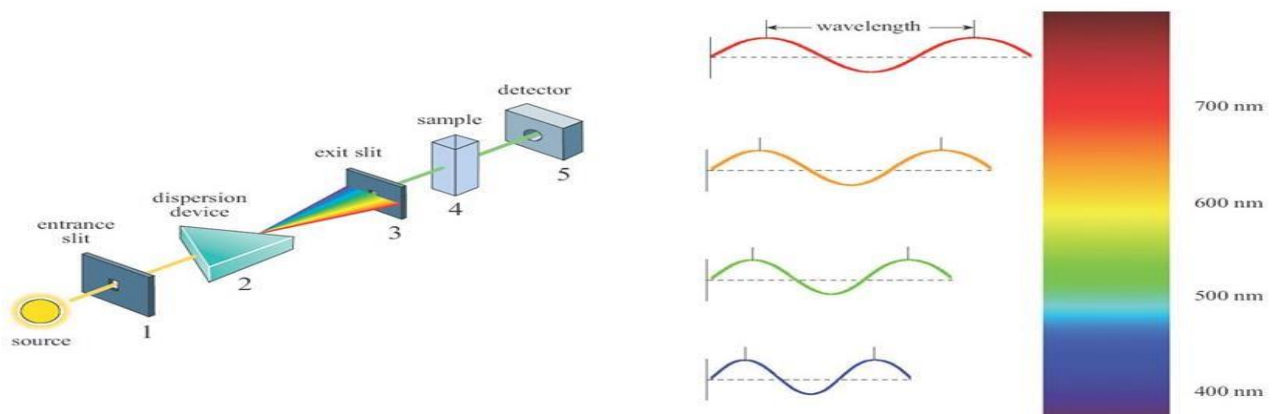 source
entrance
slit
1
dispersion
device
2
exit slit
3
sample
4
detector
5
wavelength
700 nm
600 nm
500 nm
400 nm